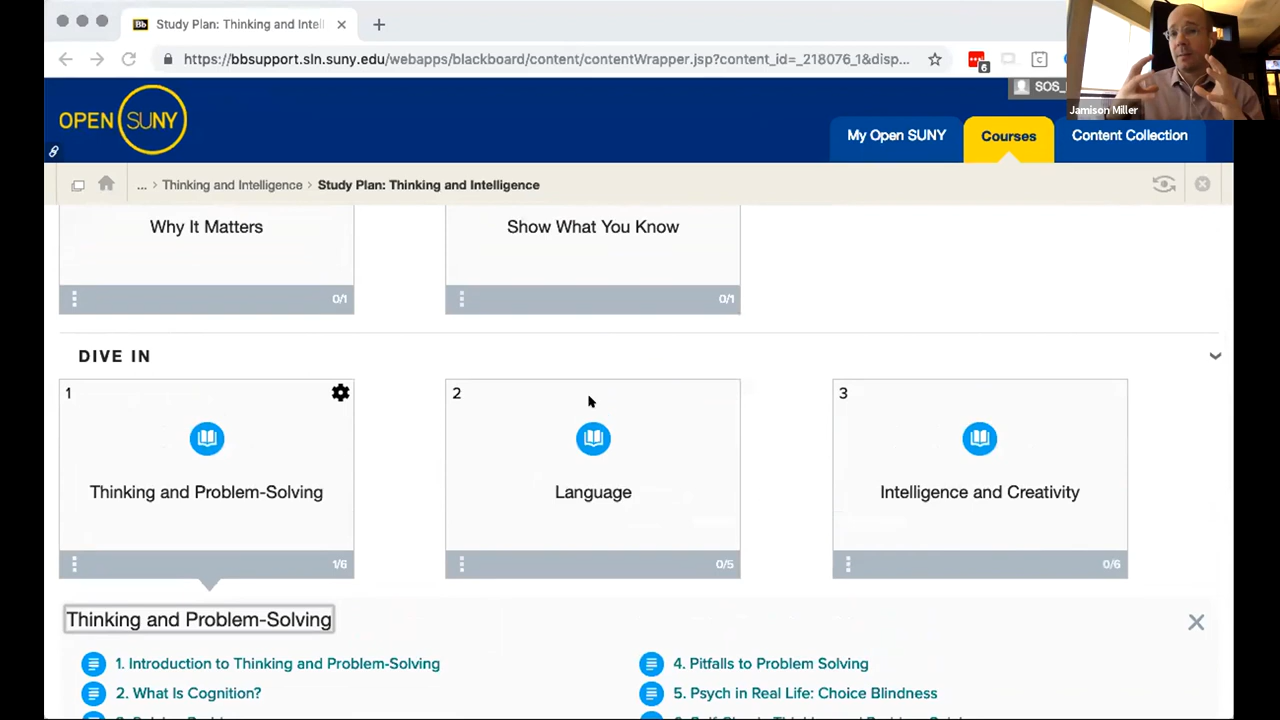 Study Plan: Thinking and Intell
https://bbsupport.sln.suny.edu/webapps/blackboard/content/contentWrapper.jsp?content_id=_218076_1&disp...
6
Jamison Miller
OPEN SUNY
SOS_
My Open SUNY
Courses
Content Collection
... > Thinking and Intelligence > Study Plan: Thinking and Intelligence
Why It Matters
Show What You Know
0/1
0/1
DIVE IN
1
2
3
Thinking and Problem-Solving
Language
Intelligence and Creativity
1/6
0/5
0/6
Thinking and Problem-Solving
1. Introduction to Thinking and Problem-Solving
4. Pitfalls to Problem Solving
2. What Is Cognition?
5. Psych in Real Life: Choice Blindness